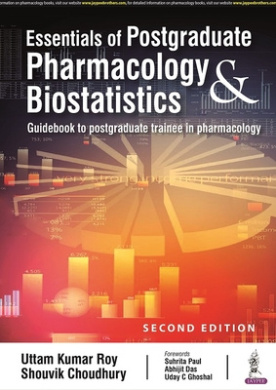 Essentials of Postgraduate
Pharmacology &
Biostatistics
Guidebook to postgraduate trainee in pharmacology
SECOND EDITION
Uttam Kumar Roy
Shouvik Choudhury
Forewords
Suhrita Paul
Abhijit Das
Uday C Ghoshal